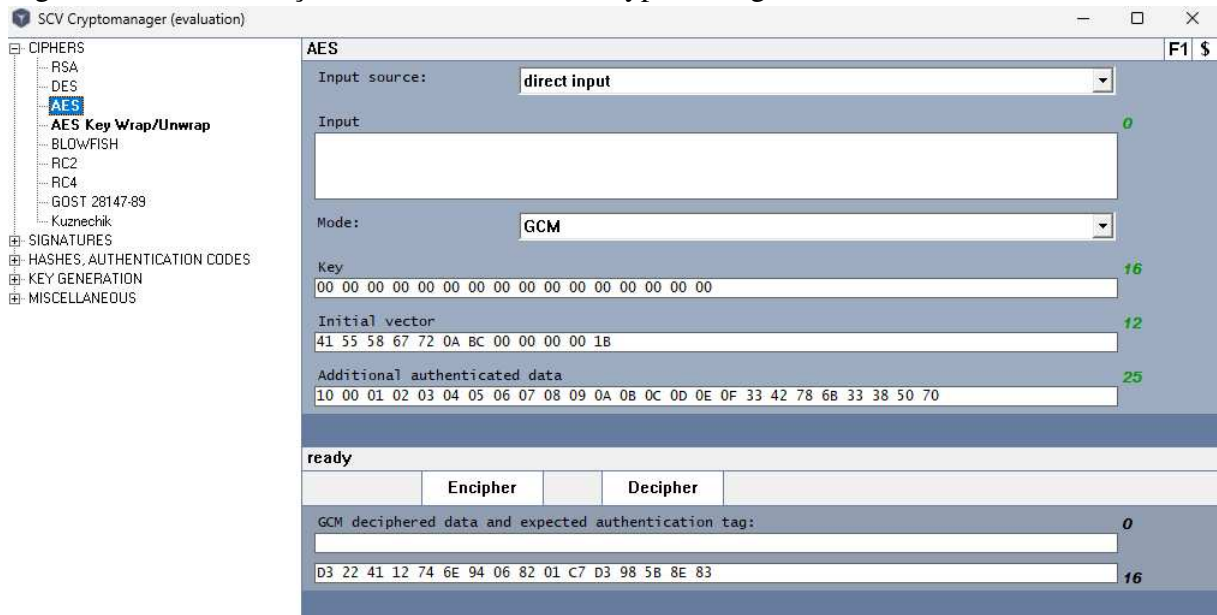 SCV Cryptomanager (evaluation)
CIPHERS
RSA
DES
AES
AES Key Wrap/Unwrap
BLOWFISH
RC2
RC4
GOST 28147-89
Kuznechik
SIGNATURES
HASHES, AUTHENTICATION CODES
KEY GENERATION
MISCELLANEOUS
AES F1 $
Input source: direct input
Input 0
Mode: GCM
Key 16
00 00 00 00 00 00 00 00 00 00 00 00 00 00 00 00
Initial vector 12
41 55 58 67 72 0A BC 00 00 00 00 1B
Additional authenticated data 25
10 00 01 02 03 04 05 06 07 08 09 0A 0B 0C 0D 0E 0F 33 42 78 6B 33 38 50 70
ready
Encipher Decipher
GCM deciphered data and expected authentication tag: 0
D3 22 41 12 74 6E 94 06 82 01 C7 D3 98 5B 8E 83 16